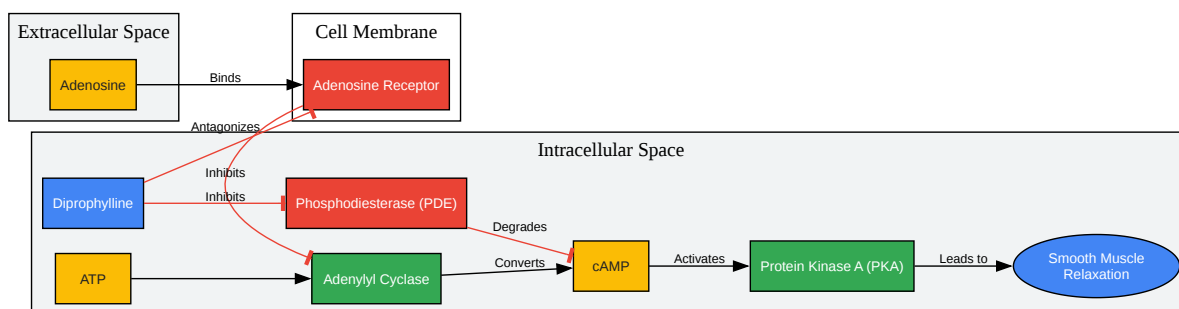 Extracellular Space
Cell Membrane
Adenosine
Binds
Adenosine Receptor
Antagonizes
Intracellular Space
Inhibits
Diprophylline
Inhibits
Phosphodiesterase (PDE)
Degrades
ATP
Adenylyl Cyclase
Converts
cAMP
Activates
Protein Kinase A (PKA)
Leads to
Smooth Muscle
Relaxation